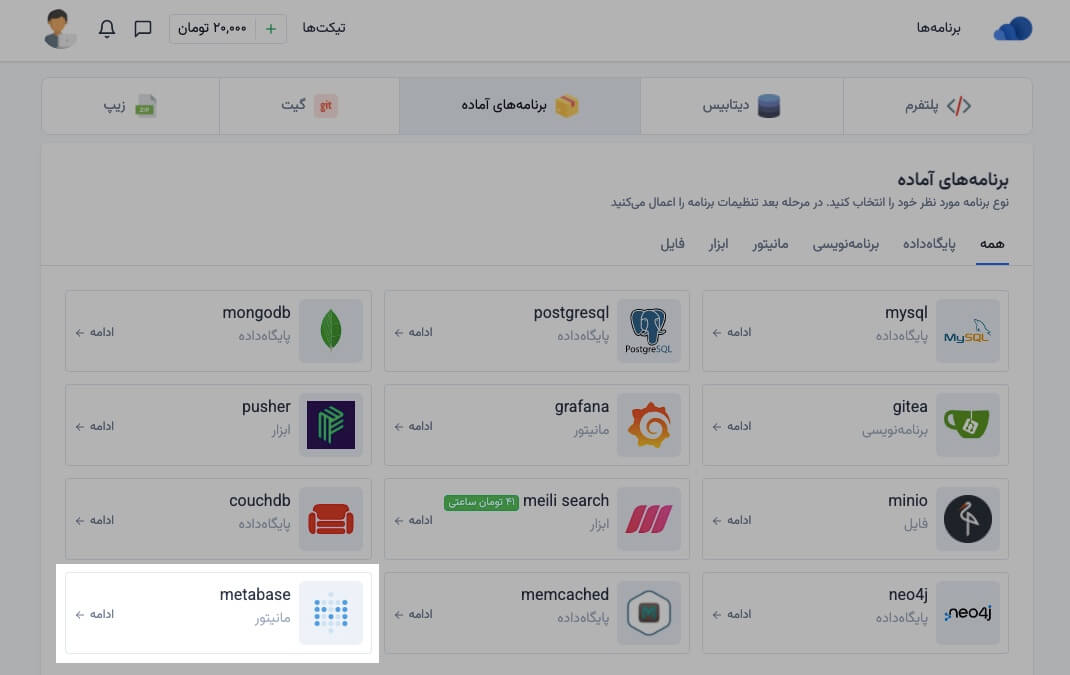 برنامه‌ها
تیکت‌ها
+ ۲۰,۰۰۰ تومان
پلتفرم
دیتابیس
برنامه‌های آماده
git گیت
ZIP زیپ
برنامه‌های آماده
نوع برنامه مورد نظر خود را انتخاب کنید. در مرحله بعد تنظیمات برنامه را اعمال می‌کنید
همه پایگاه‌داده برنامه‌نویسی مانیتور ابزار فایل
MySQL
mysql
پایگاه‌داده
ادامه ←
PostgreSQL
postgresql
پایگاه‌داده
ادامه ←
mongodb
پایگاه‌داده
ادامه ←
gitea
برنامه‌نویسی
ادامه ←
grafana
مانیتور
ادامه ←
pusher
ابزار
ادامه ←
minio
فایل
ادامه ←
meili search ۴۱ تومان ساعتی
ابزار
ادامه ←
couchdb
پایگاه‌داده
ادامه ←
neo4j
neo4j
پایگاه‌داده
ادامه ←
memcached
پایگاه‌داده
ادامه ←
metabase
مانیتور
ادامه ←